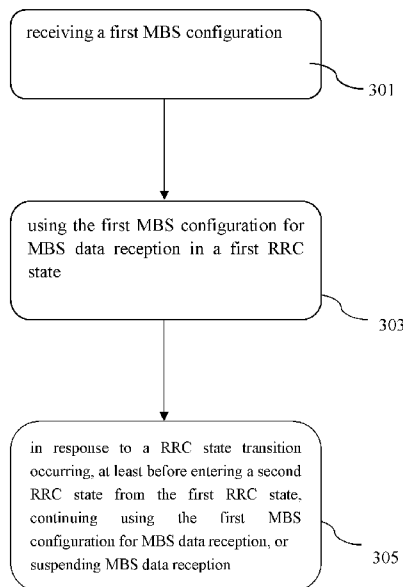 receiving a first MBS configuration
301
using the first MBS configuration for
MBS data reception in a first RRC
state
303
in response to a RRC state transition
occurring, at least before entering a second
RRC state from the first RRC state,
continuing using the first MBS
configuration for MBS data reception, or
suspending MBS data reception
305